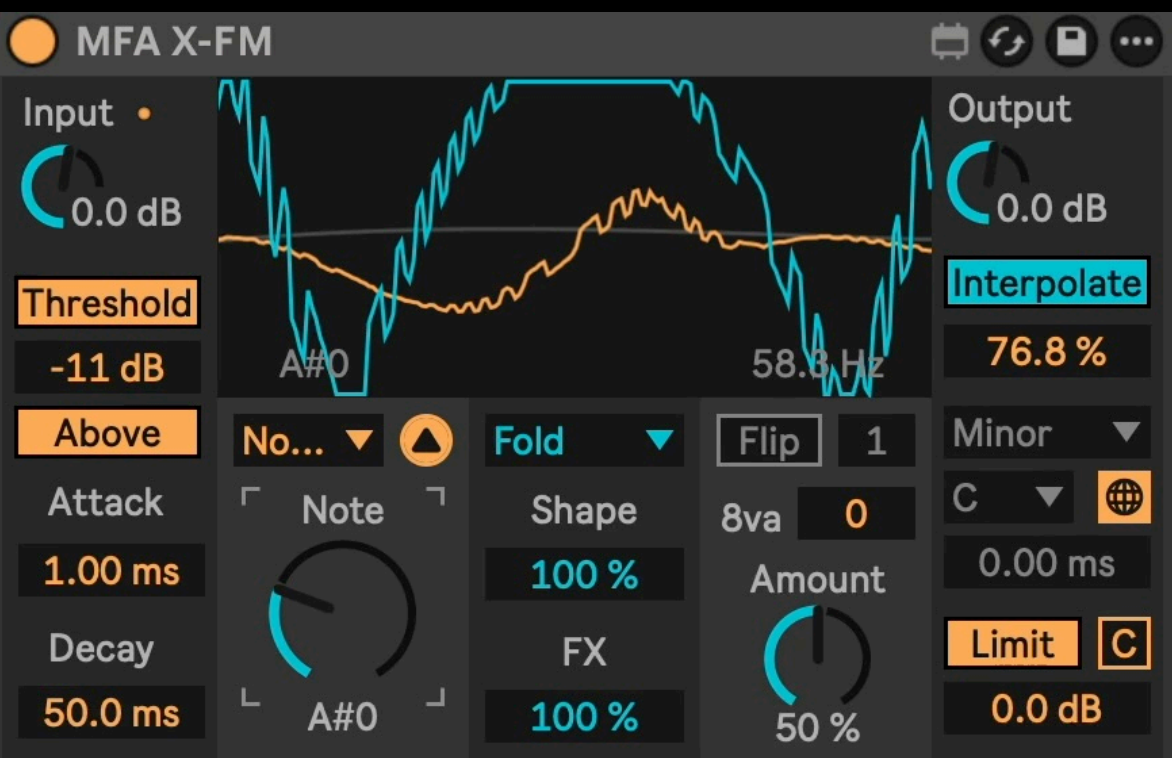 MFA X-FM
Input
0.0 dB
Threshold
-11 dB
Above
Attack
1.00 ms
Decay
50.0 ms
A#0
58.3 Hz
No...
Note
A#0
Fold
Shape
100 %
FX
100 %
Flip
1
8va
0
Amount
50 %
Output
0.0 dB
Interpolate
76.8 %
Minor
C
0.00 ms
Limit
C
0.0 dB